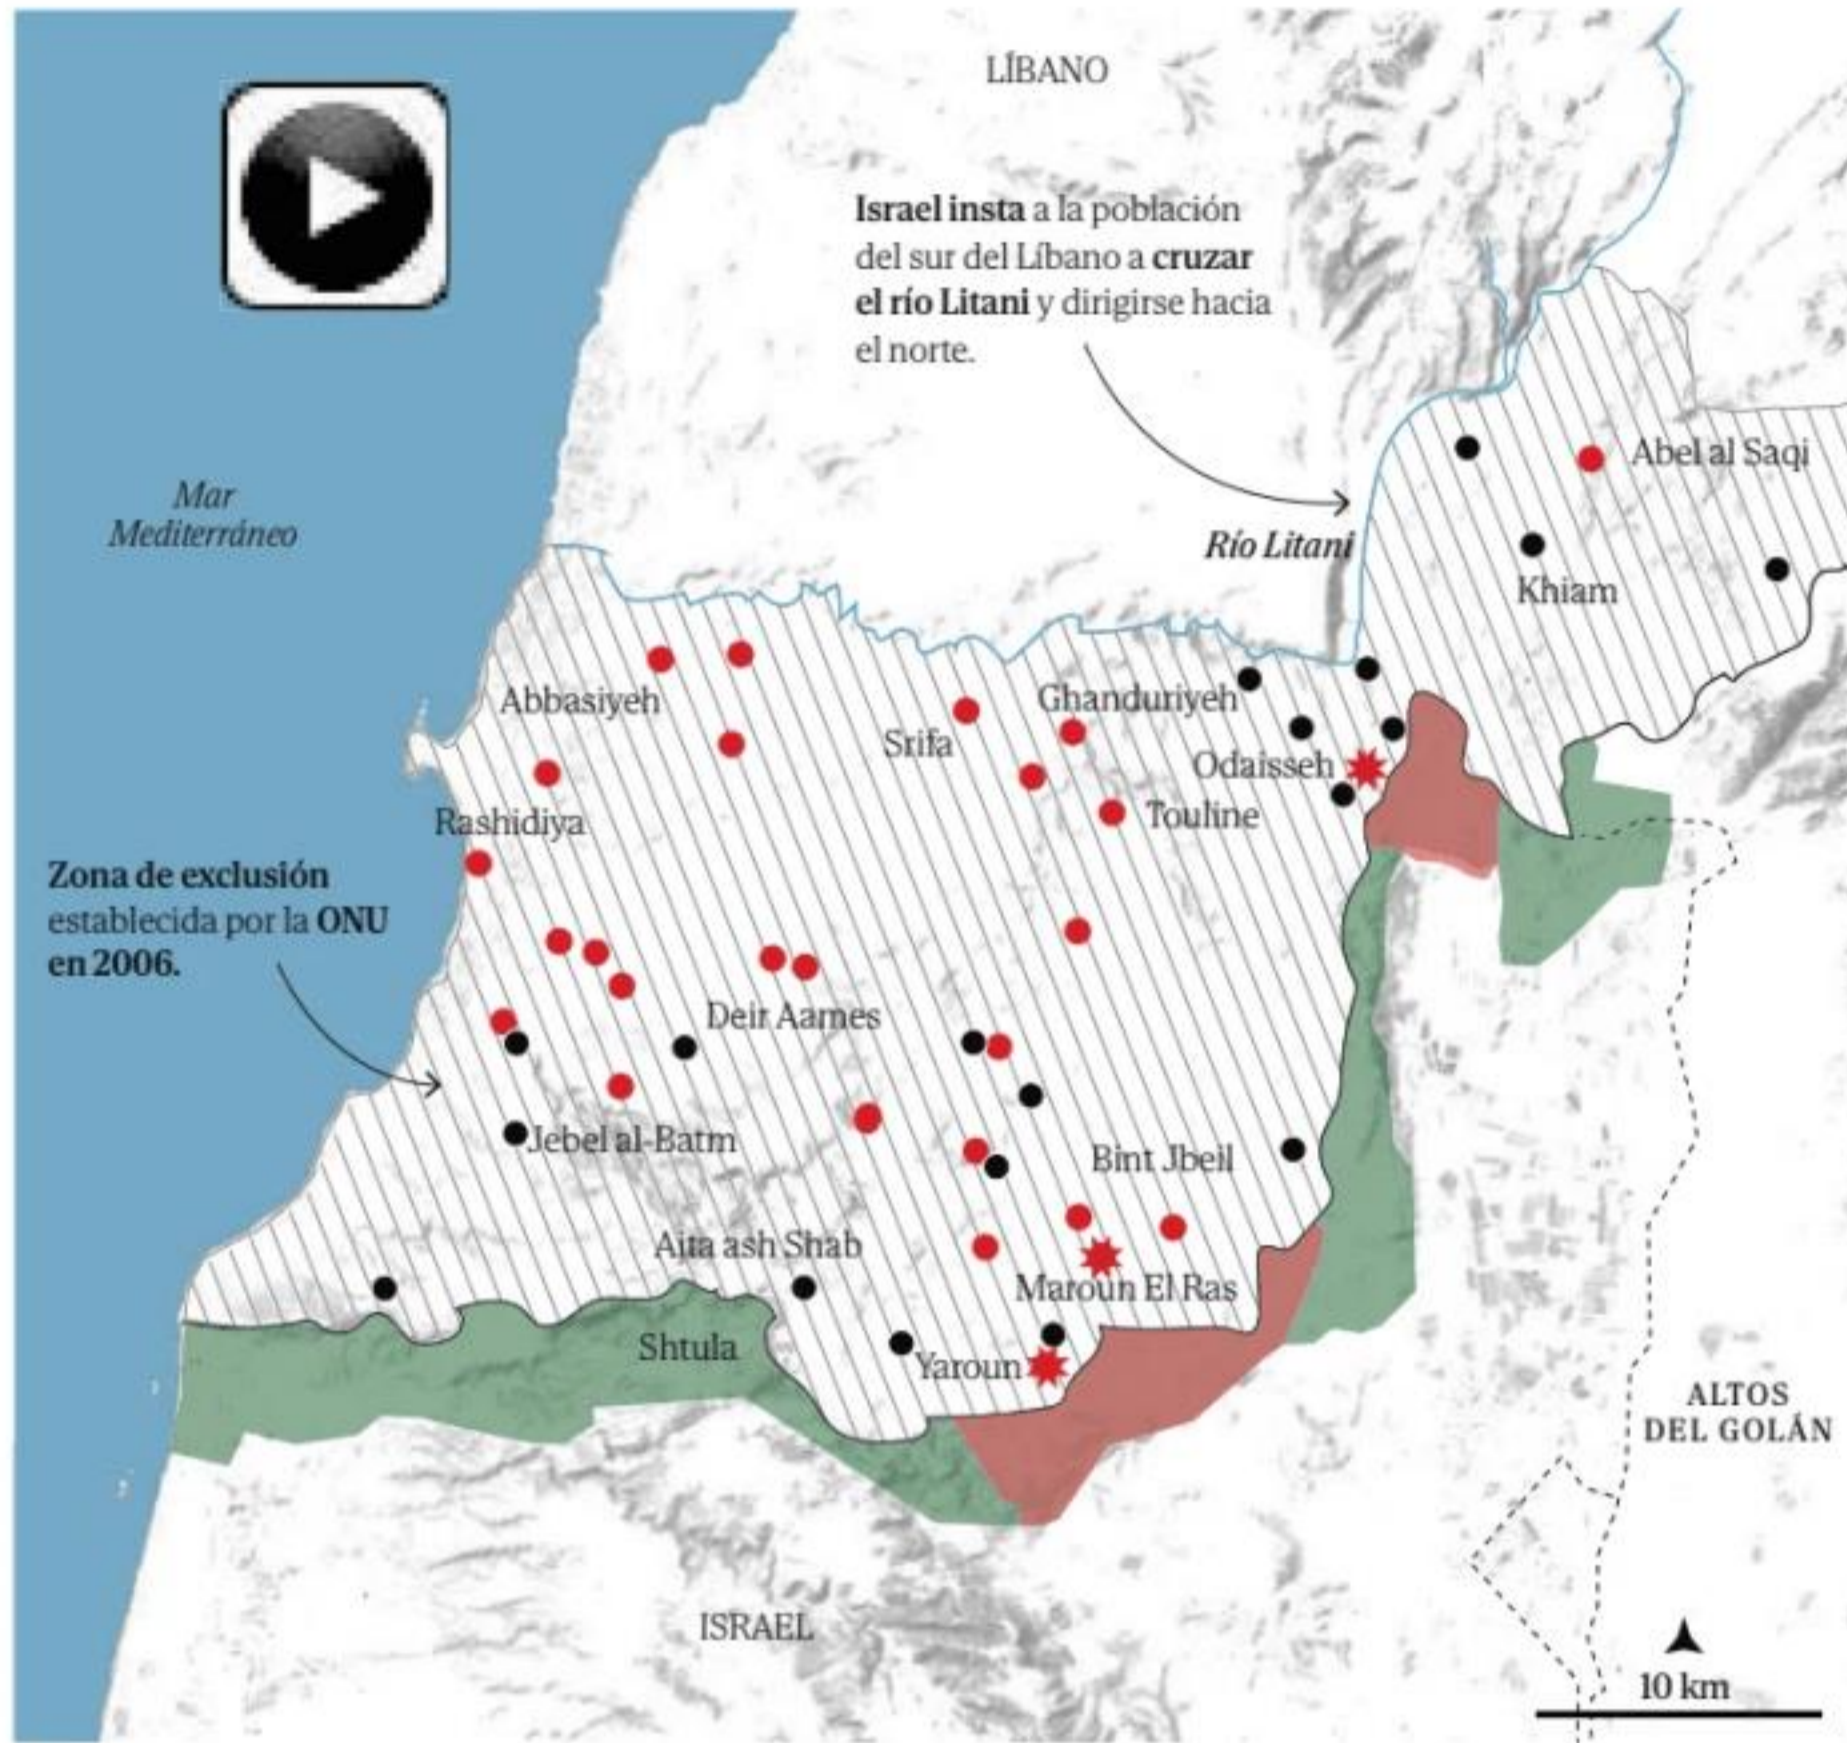 LÍBANO
Israel insta a la población
del sur del Líbano a cruzar
el río Litani y dirigirse hacia
el norte.
Mar
Mediterráneo
Abel al Saqi
Río Litani
Khiam
Abbasiyeh
Ghanduriyeh
Srifa
Odaisseh
Touline
Rashidiya
Zona de exclusión
establecida por la ONU
en 2006.
Deir Aames
Jebel al-Batm
Bint Jbeil
Aita ash Shab
Maroun El Ras
Shtula
Yaroun
ALTOS
DEL GOLÁN
ISRAEL
10 km